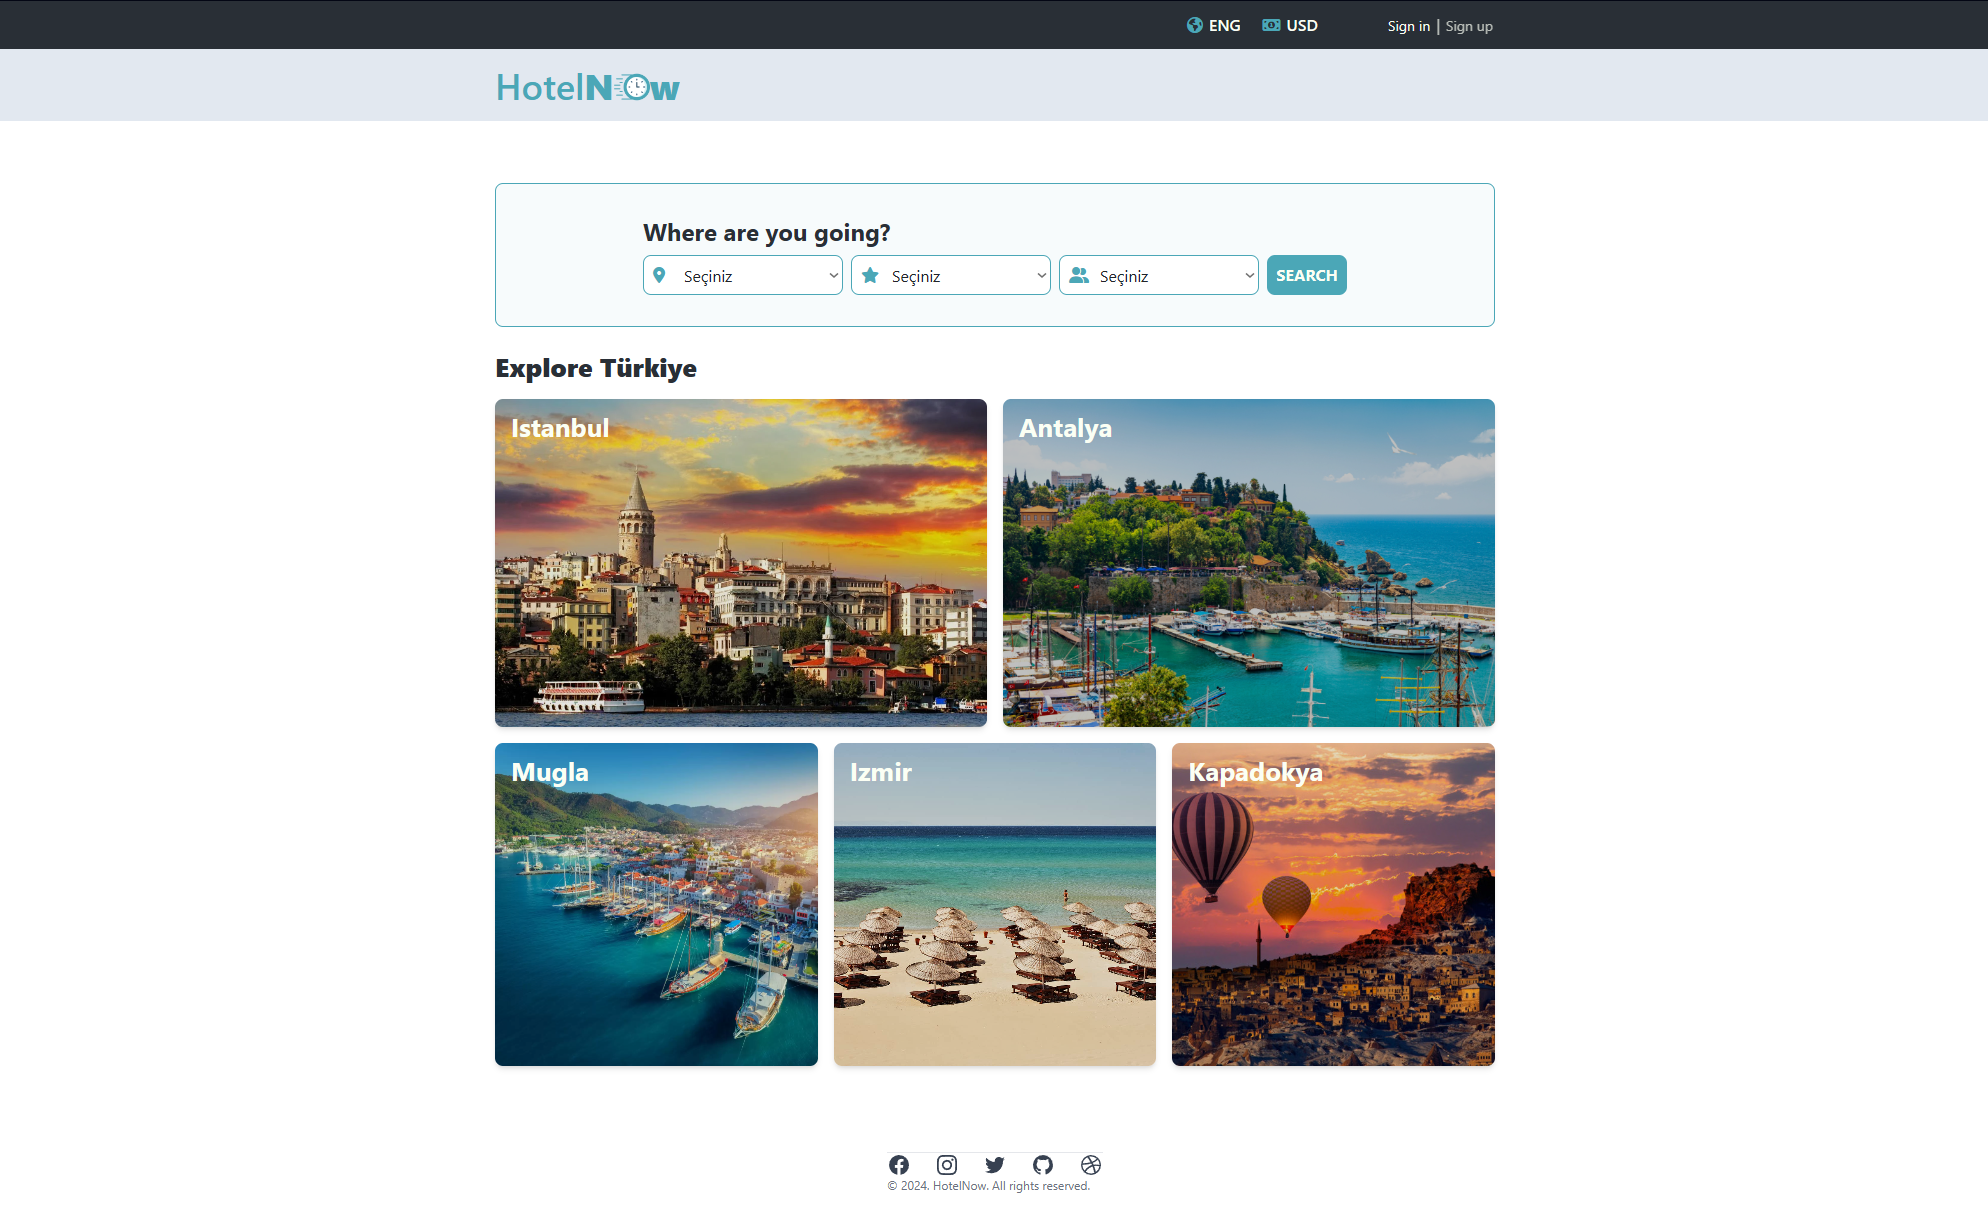 ENG USD Sign in | Sign up
HotelNow
Where are you going?
Seçiniz Seçiniz Seçiniz SEARCH
Explore Türkiye
Istanbul Antalya
Mugla Izmir Kapadokya
© 2024. HotelNow. All rights reserved.